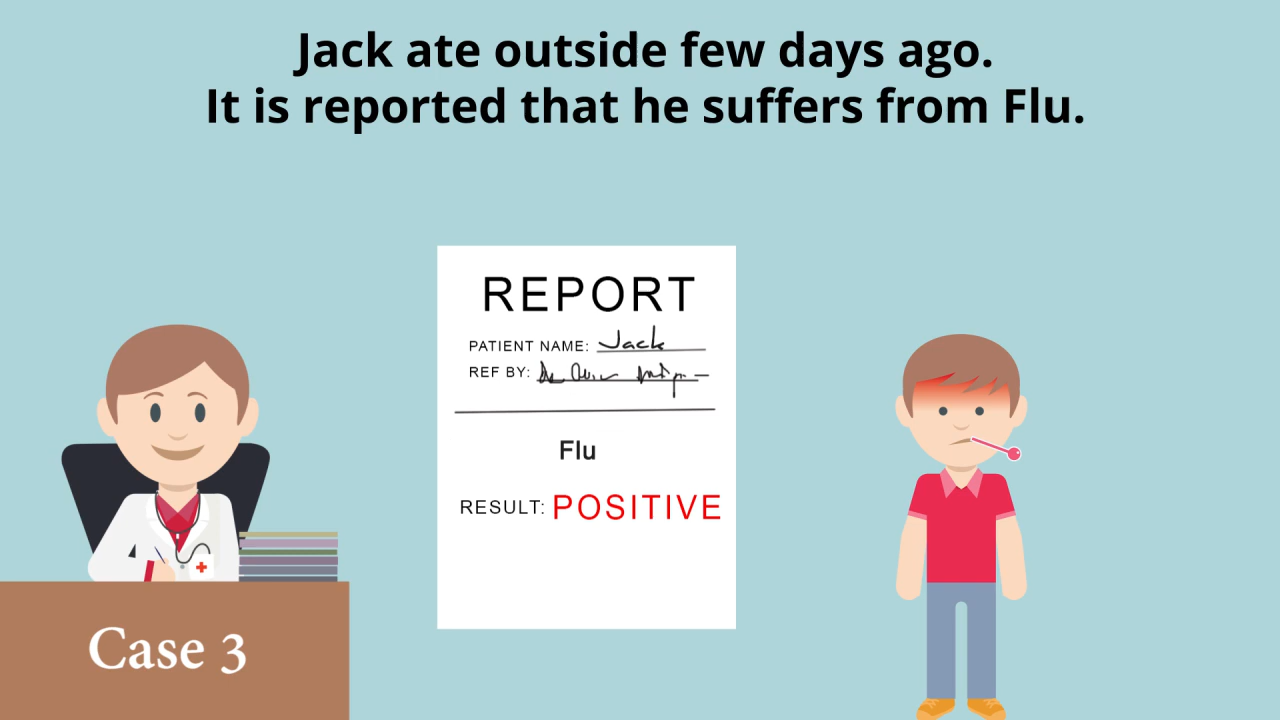 Jack ate outside few days ago.
It is reported that he suffers from Flu.
REPORT
PATIENT NAME: Jack
REF BY:
Flu
RESULT: POSITIVE
Case 3